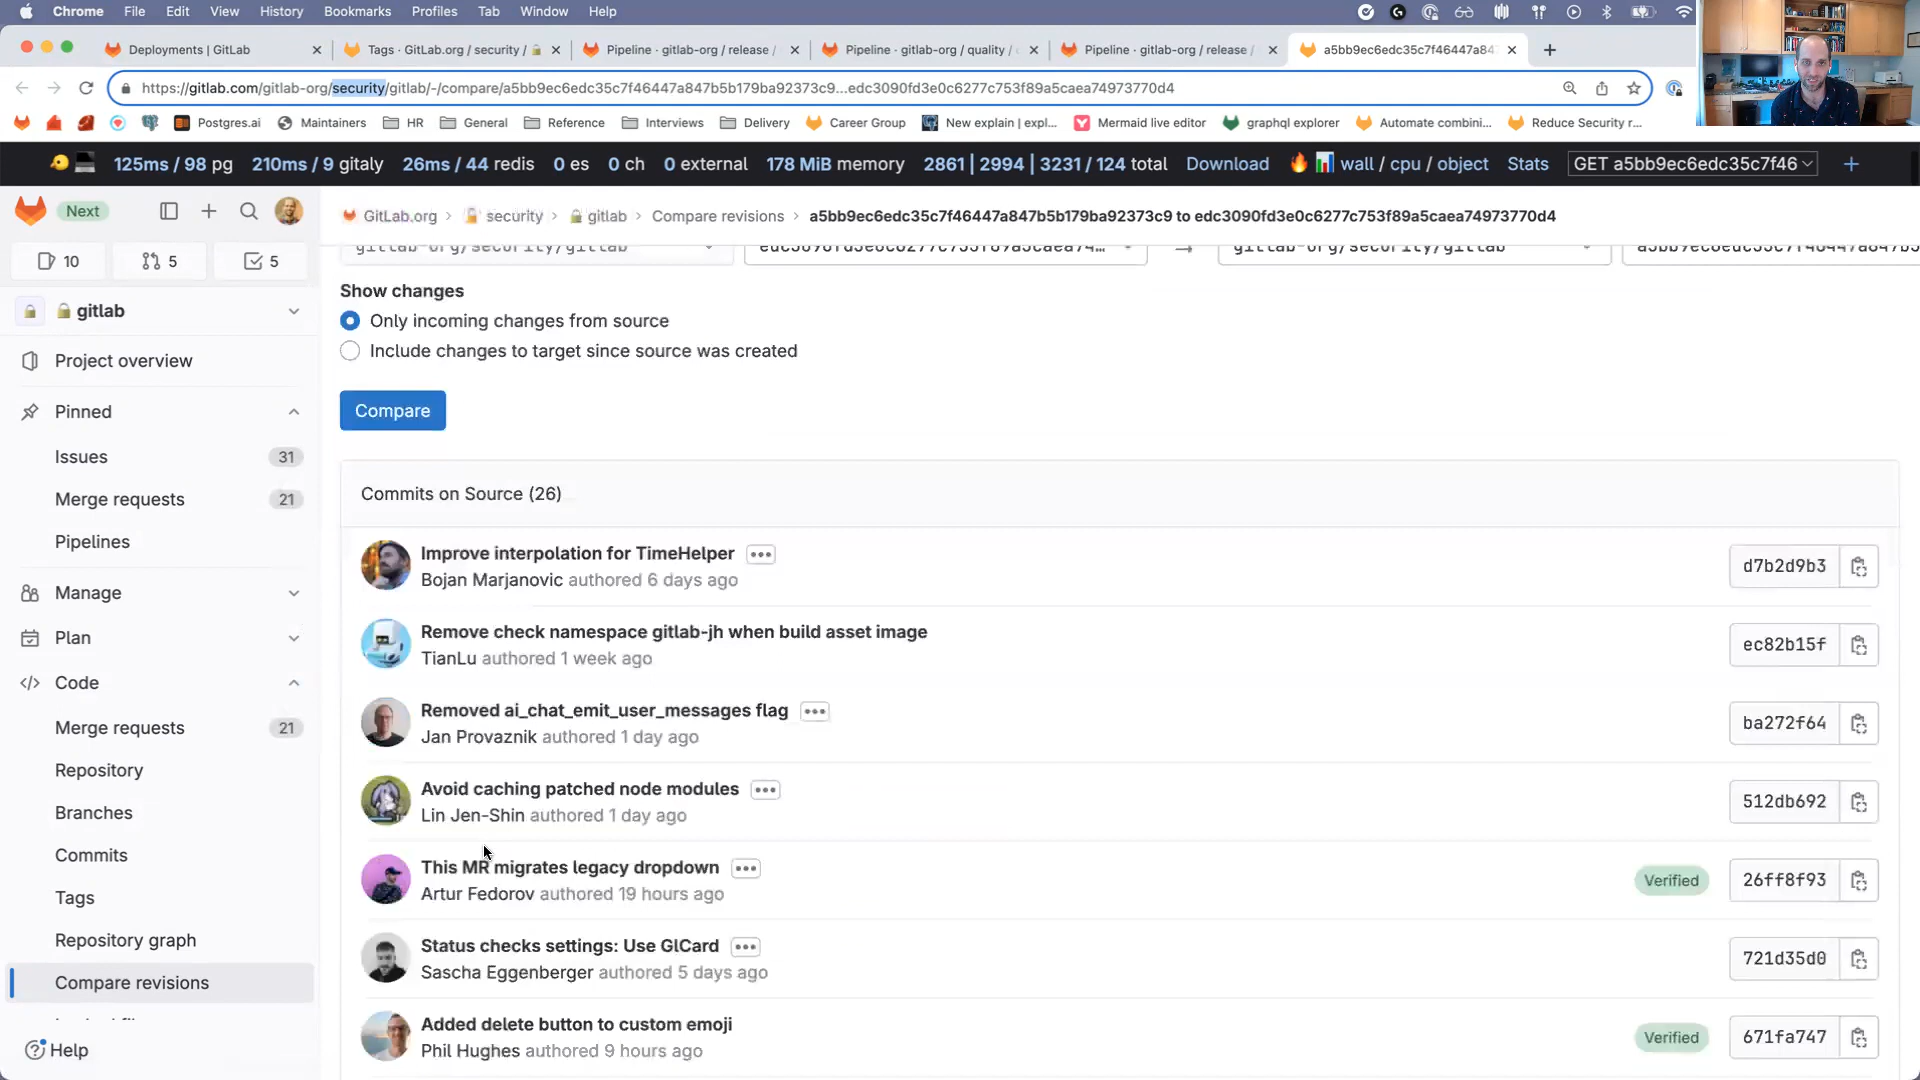 Chrome File Edit View History Bookmarks Profiles Tab Window Help
Deployments | GitLab
Tags · GitLab.org / security /
Pipeline · gitlab-org / release /
Pipeline · gitlab-org / quality /
Pipeline · gitlab-org / release /
a5bb9ec6edc35c7f46447a84
https://gitlab.com/gitlab-org/security/gitlab/-/compare/a5bb9ec6edc35c7f46447a847b5b179ba92373c9...edc3090fd3e0c6277c753f89a5caea74973770d4
Postgres.ai Maintainers HR General Reference Interviews Delivery Career Group New explain | expl... Mermaid live editor graphql explorer Automate combini... Reduce Security r...
125ms / 98 pg 210ms / 9 gitaly 26ms / 44 redis 0 es 0 ch 0 external 178 MiB memory 2861 | 2994 | 3231 / 124 total Download wall / cpu / object Stats GET a5bb9ec6edc35c7f46
Next
GitLab.org › security › gitlab › Compare revisions › a5bb9ec6edc35c7f46447a847b5b179ba92373c9 to edc3090fd3e0c6277c753f89a5caea74973770d4
10 5 5
gitlab-org/security/gitlab edc3090fd3e0c6277c753f89a5caea74… gitlab-org/security/gitlab a5bb9ec6edc35c7f46447a847b5
gitlab
Project overview
Pinned
Issues 31
Merge requests 21
Pipelines
Manage
Plan
Code
Merge requests 21
Repository
Branches
Commits
Tags
Repository graph
Compare revisions
Help
Show changes
Only incoming changes from source
Include changes to target since source was created
Compare
Commits on Source (26)
Improve interpolation for TimeHelper
Bojan Marjanovic authored 6 days ago
d7b2d9b3
Remove check namespace gitlab-jh when build asset image
TianLu authored 1 week ago
ec82b15f
Removed ai_chat_emit_user_messages flag
Jan Provaznik authored 1 day ago
ba272f64
Avoid caching patched node modules
Lin Jen-Shin authored 1 day ago
512db692
This MR migrates legacy dropdown
Artur Fedorov authored 19 hours ago
Verified 26ff8f93
Status checks settings: Use GlCard
Sascha Eggenberger authored 5 days ago
721d35d0
Added delete button to custom emoji
Phil Hughes authored 9 hours ago
Verified 671fa747